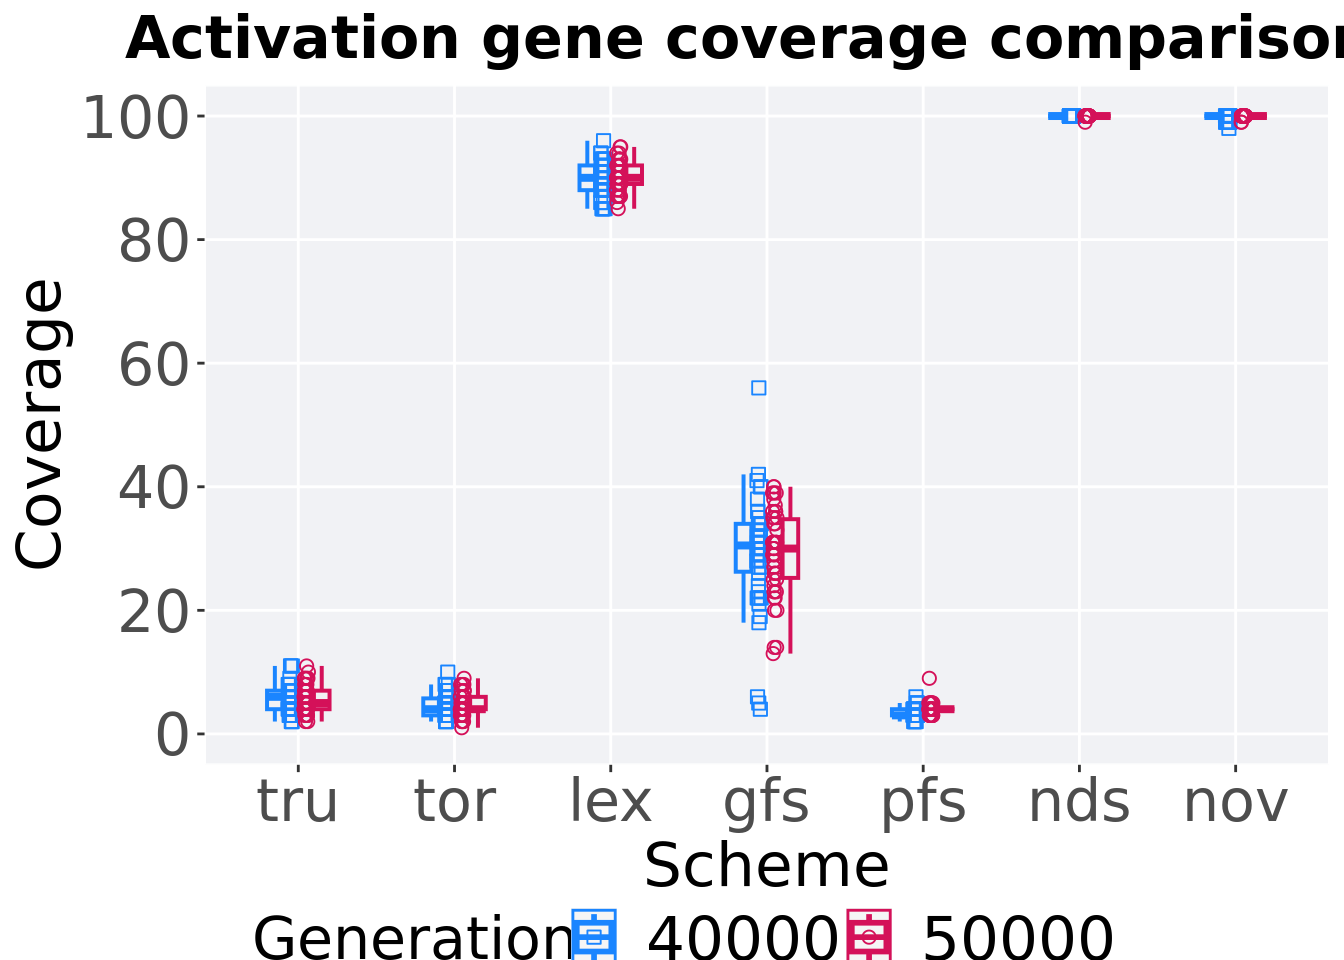 Activation gene coverage comparison
100
80
60
40
20
0
Coverage
tru tor lex gfs pfs nds nov
Scheme
Generation 40000 50000